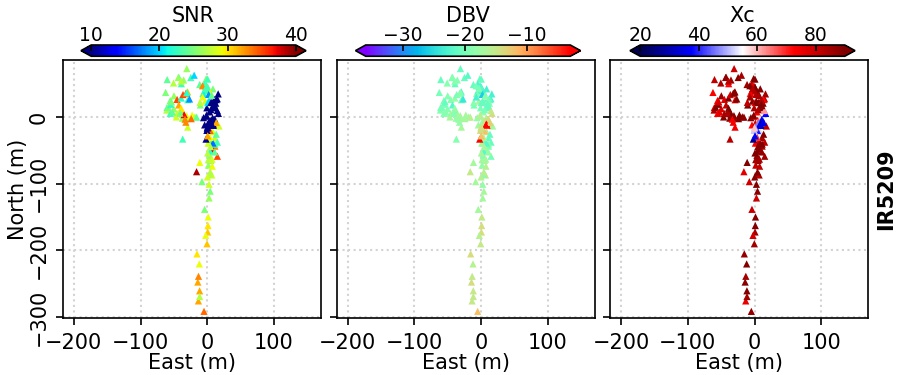 SNR DBV Xc
10 20 30 40 −30 −20 −10 20 40 60 80
North (m)
0
−100
−200
−300
−200 −100 0 100 −200 −100 0 100 −200 −100 0 100
East (m) East (m) East (m)
IR5209